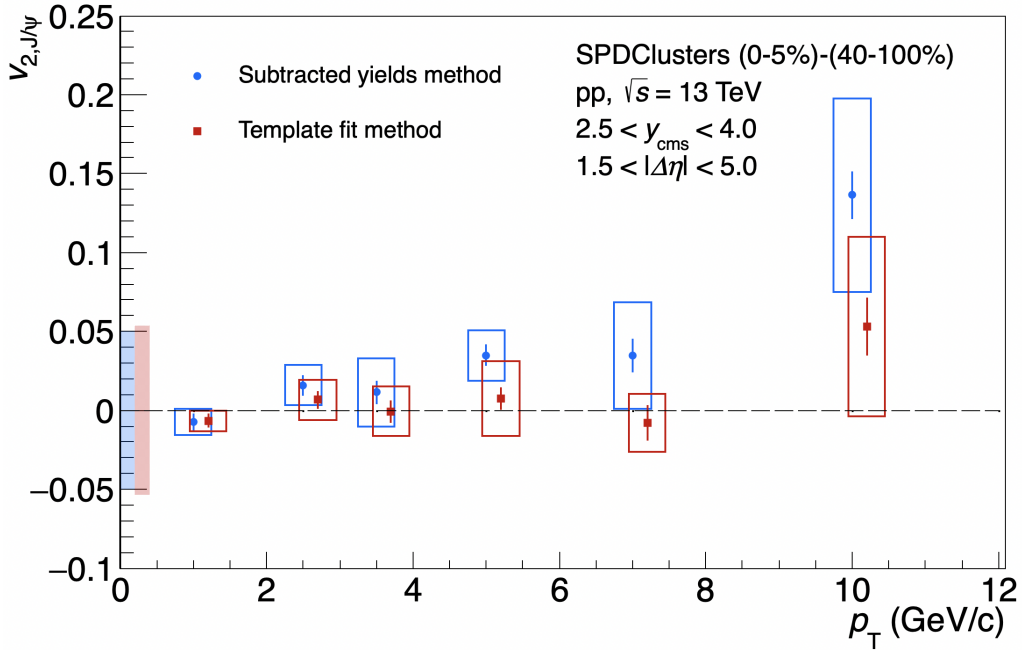 v2,J/ψ
0.25
0.2
0.15
0.1
0.05
0
−0.05
−0.1
Subtracted yields method
Template fit method
SPDClusters (0-5%)-(40-100%)
pp, √s = 13 TeV
2.5 < ycms < 4.0
1.5 < |Δη| < 5.0
0 2 4 6 8 10 12
pT (GeV/c)